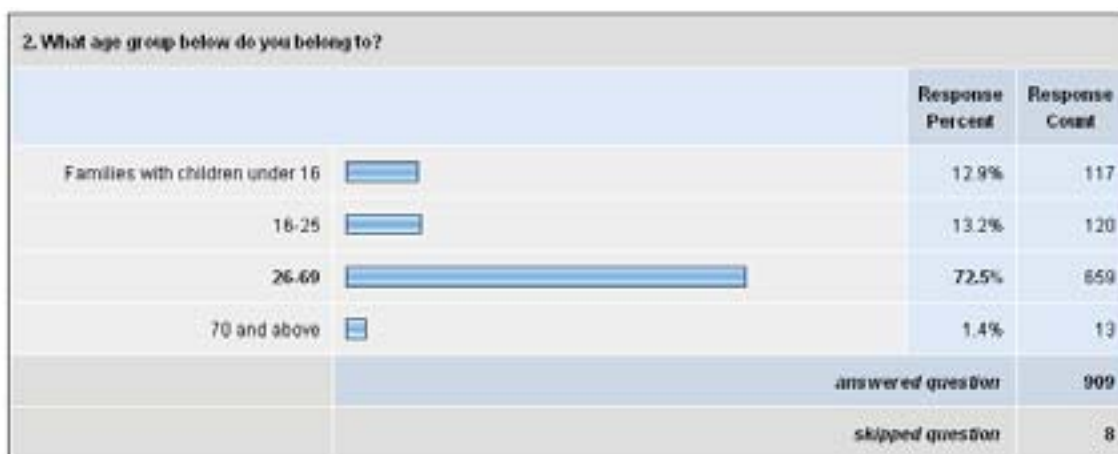 2. What age group below do you belong to?
Response Percent
Response Count
Families with children under 16 12.9% 117
16-25 13.2% 120
26-69 72.5% 659
70 and above 1.4% 13
answered question 909
skipped question 8